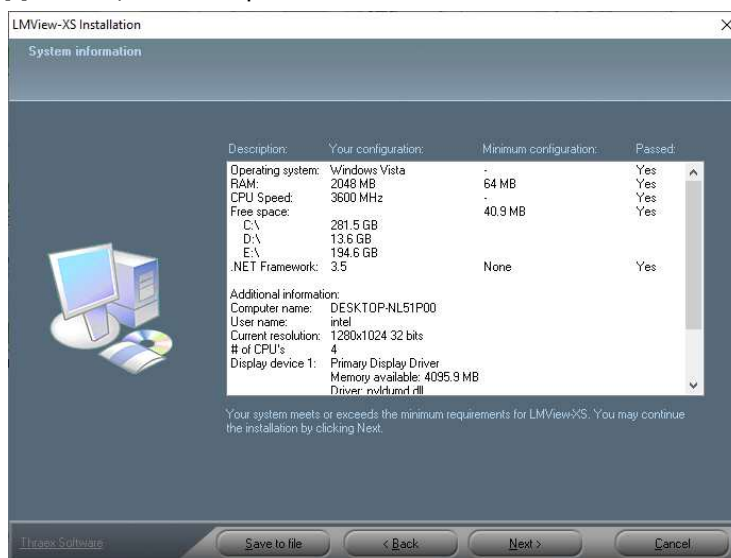 LMView-XS Installation
System information
Description: Your configuration: Minimum configuration: Passed:
Operating system: Windows Vista - Yes
RAM: 2048 MB 64 MB Yes
CPU Speed: 3600 MHz - Yes
Free space: 40.9 MB Yes
C:\ 281.5 GB
D:\ 13.6 GB
E:\ 194.6 GB
.NET Framework: 3.5 None Yes
Additional information:
Computer name: DESKTOP-NL51P00
User name: intel
Current resolution: 1280x1024 32 bits
# of CPU's 4
Display device 1: Primary Display Driver
Memory available: 4095.9 MB
Driver: nvldumd.dll
Your system meets or exceeds the minimum requirements for LMView-XS. You may continue
the installation by clicking Next.
Thraex Software Save to file < Back Next > Cancel